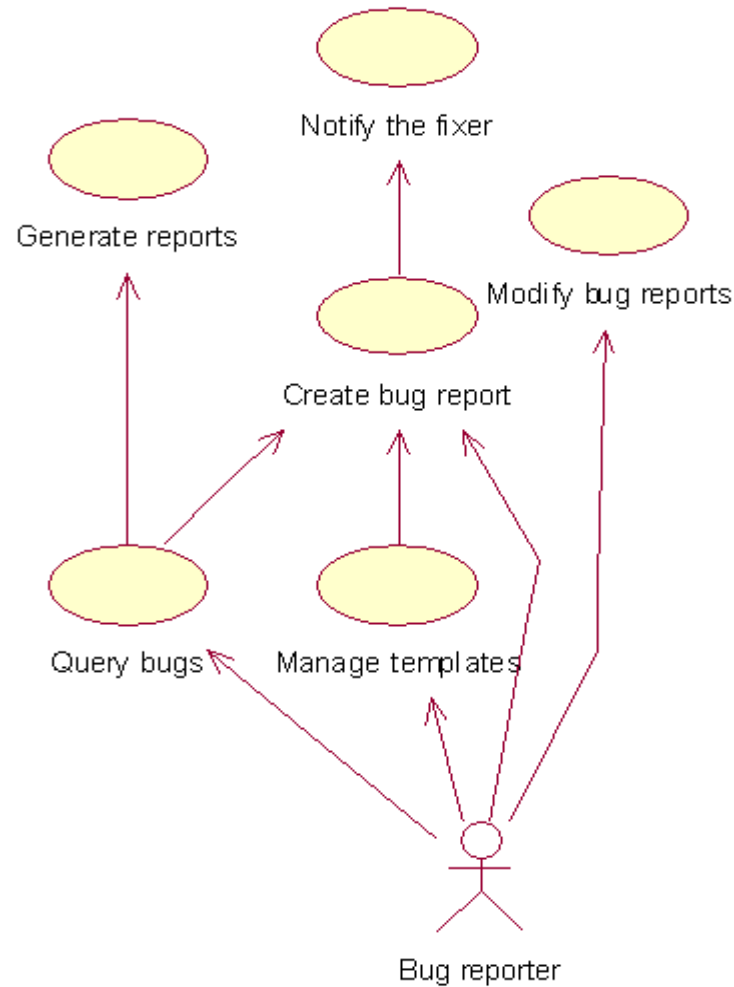 Notify the fixer
Generate reports
Modify bug reports
Create bug report
Query bugs
Manage templates
Bug reporter